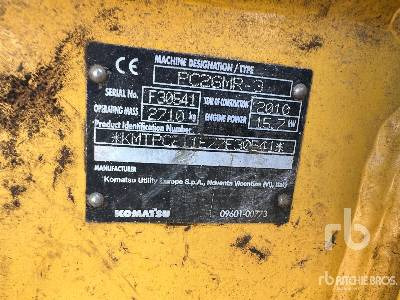 CE MACHINE DESIGNATION / TYPE
PC26MR-3
SERIAL No. F30541 YEAR OF CONSTRUCTION 2010
OPERATING MASS 2710 kg ENGINE POWER 15.7 kW
Product Identification Number
MANUFACTURER
Komatsu Utility Europe S.p.A., Noventa Vicentina (VI), Italy
KOMATSU 09601-00773
rb
RITCHIE BROS.